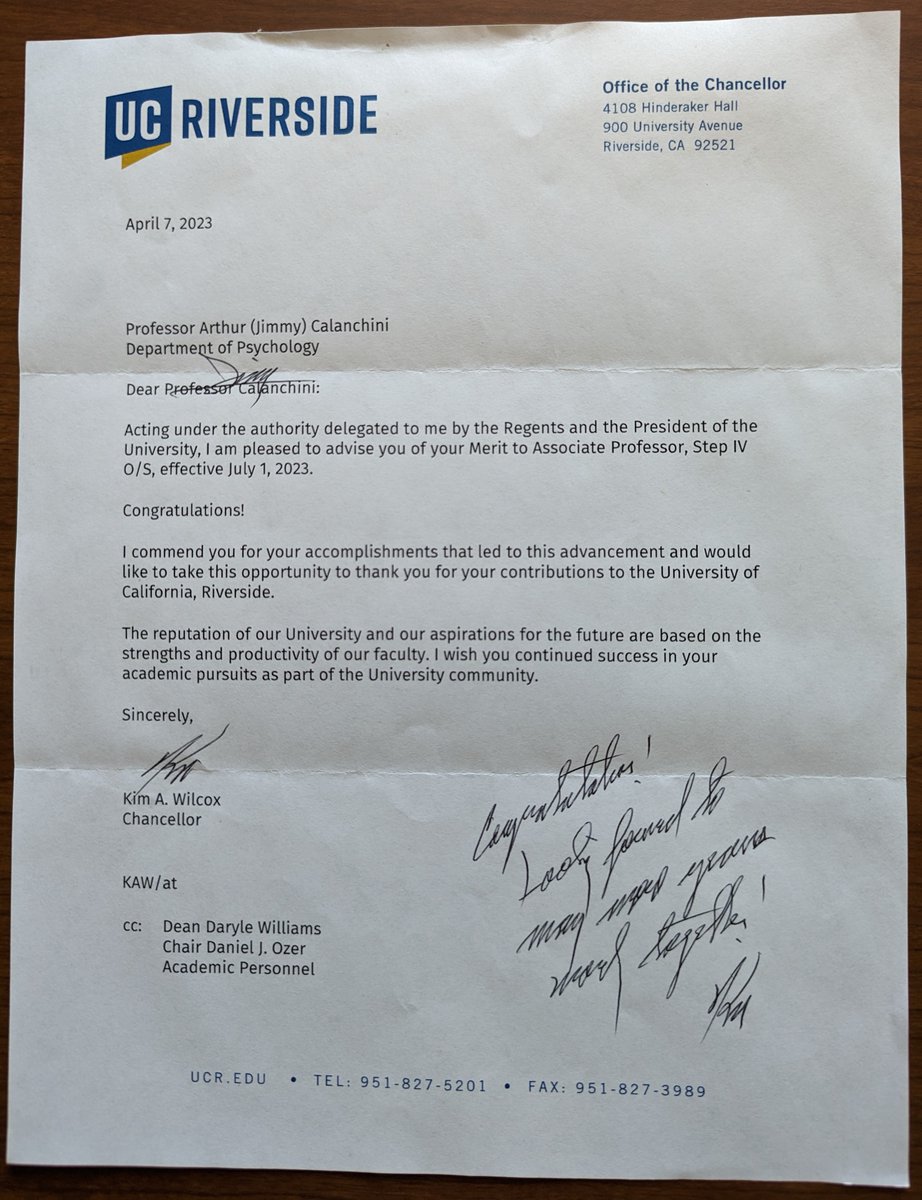 UC RIVERSIDE
Office of the Chancellor
4108 Hinderaker Hall
900 University Avenue
Riverside, CA 92521
April 7, 2023
Professor Arthur (Jimmy) Calanchini
Department of Psychology
Dear Professor Calanchini:
Acting under the authority delegated to me by the Regents and the President of the
University, I am pleased to advise you of your Merit to Associate Professor, Step IV
O/S, effective July 1, 2023.
Congratulations!
I commend you for your accomplishments that led to this advancement and would
like to take this opportunity to thank you for your contributions to the University of
California, Riverside.
The reputation of our University and our aspirations for the future are based on the
strengths and productivity of our faculty. I wish you continued success in your
academic pursuits as part of the University community.
Sincerely,
Kim
Kim A. Wilcox
Chancellor
KAW/at
cc: Dean Daryle Williams
Chair Daniel J. Ozer
Academic Personnel
Congratulations!
Looking forward to
many more years
together!
Kim
UCR.EDU • TEL: 951-827-5201 • FAX: 951-827-3989